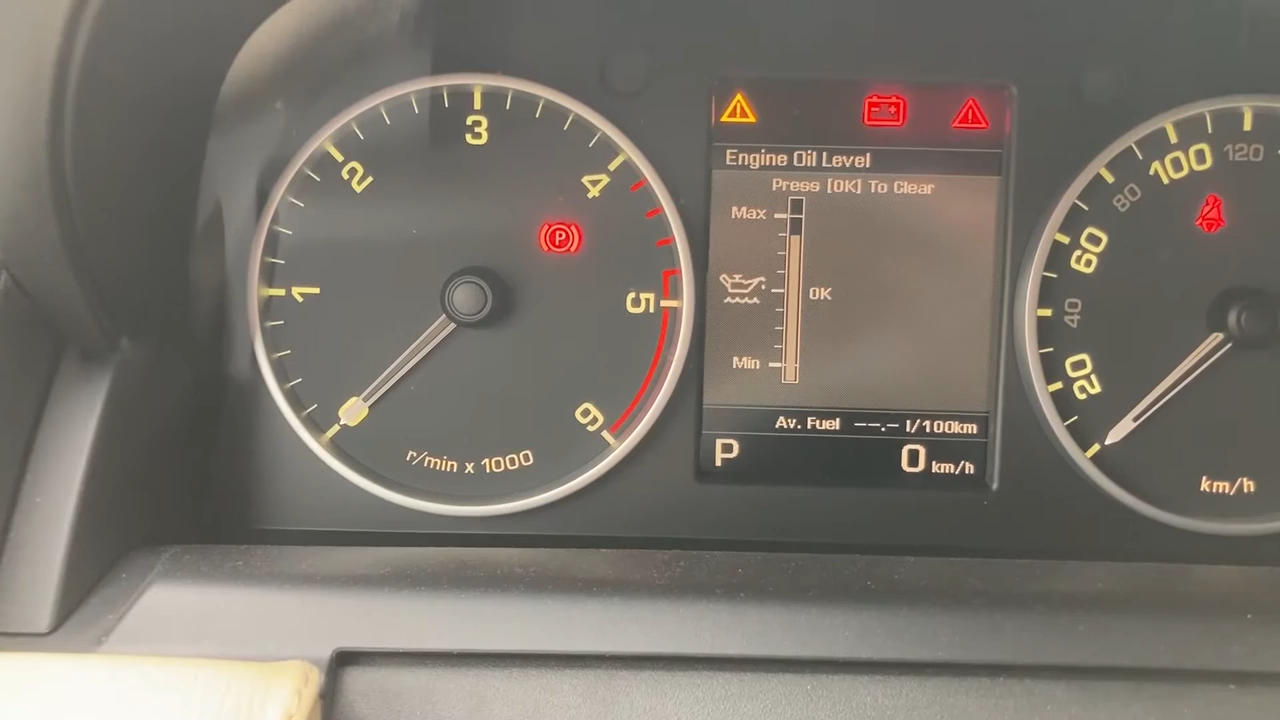 1
2
3
4
5
6
r/min x 1000
P
Engine Oil Level
Press [OK] To Clear
Max
OK
Min
Av. Fuel --.- l/100km
P
0 km/h
20
40
60
80
100
120
km/h